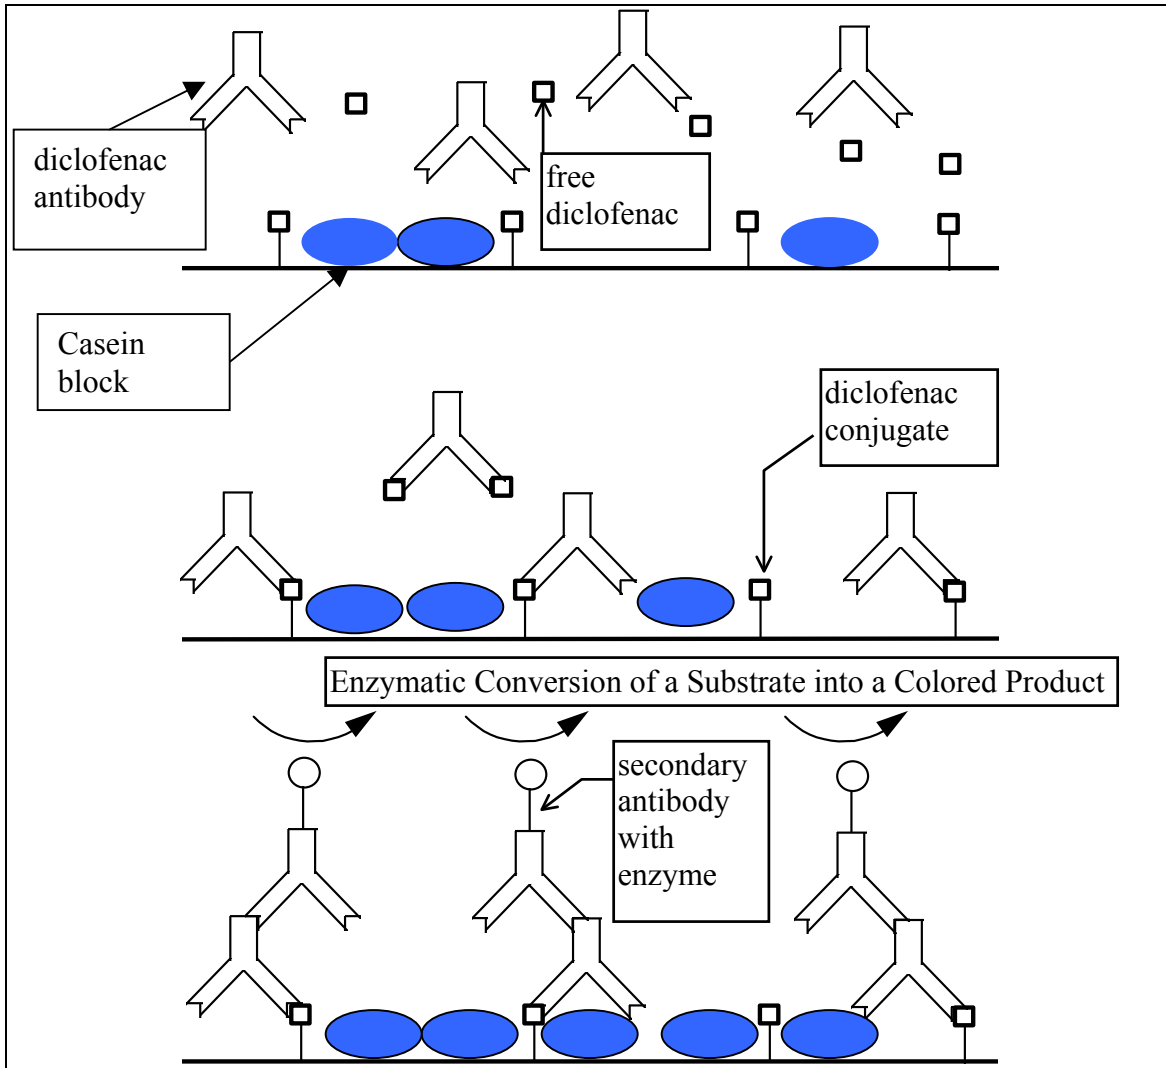 diclofenac
antibody
free
diclofenac
Casein
block
diclofenac
conjugate
Enzymatic Conversion of a Substrate into a Colored Product
secondary
antibody
with
enzyme